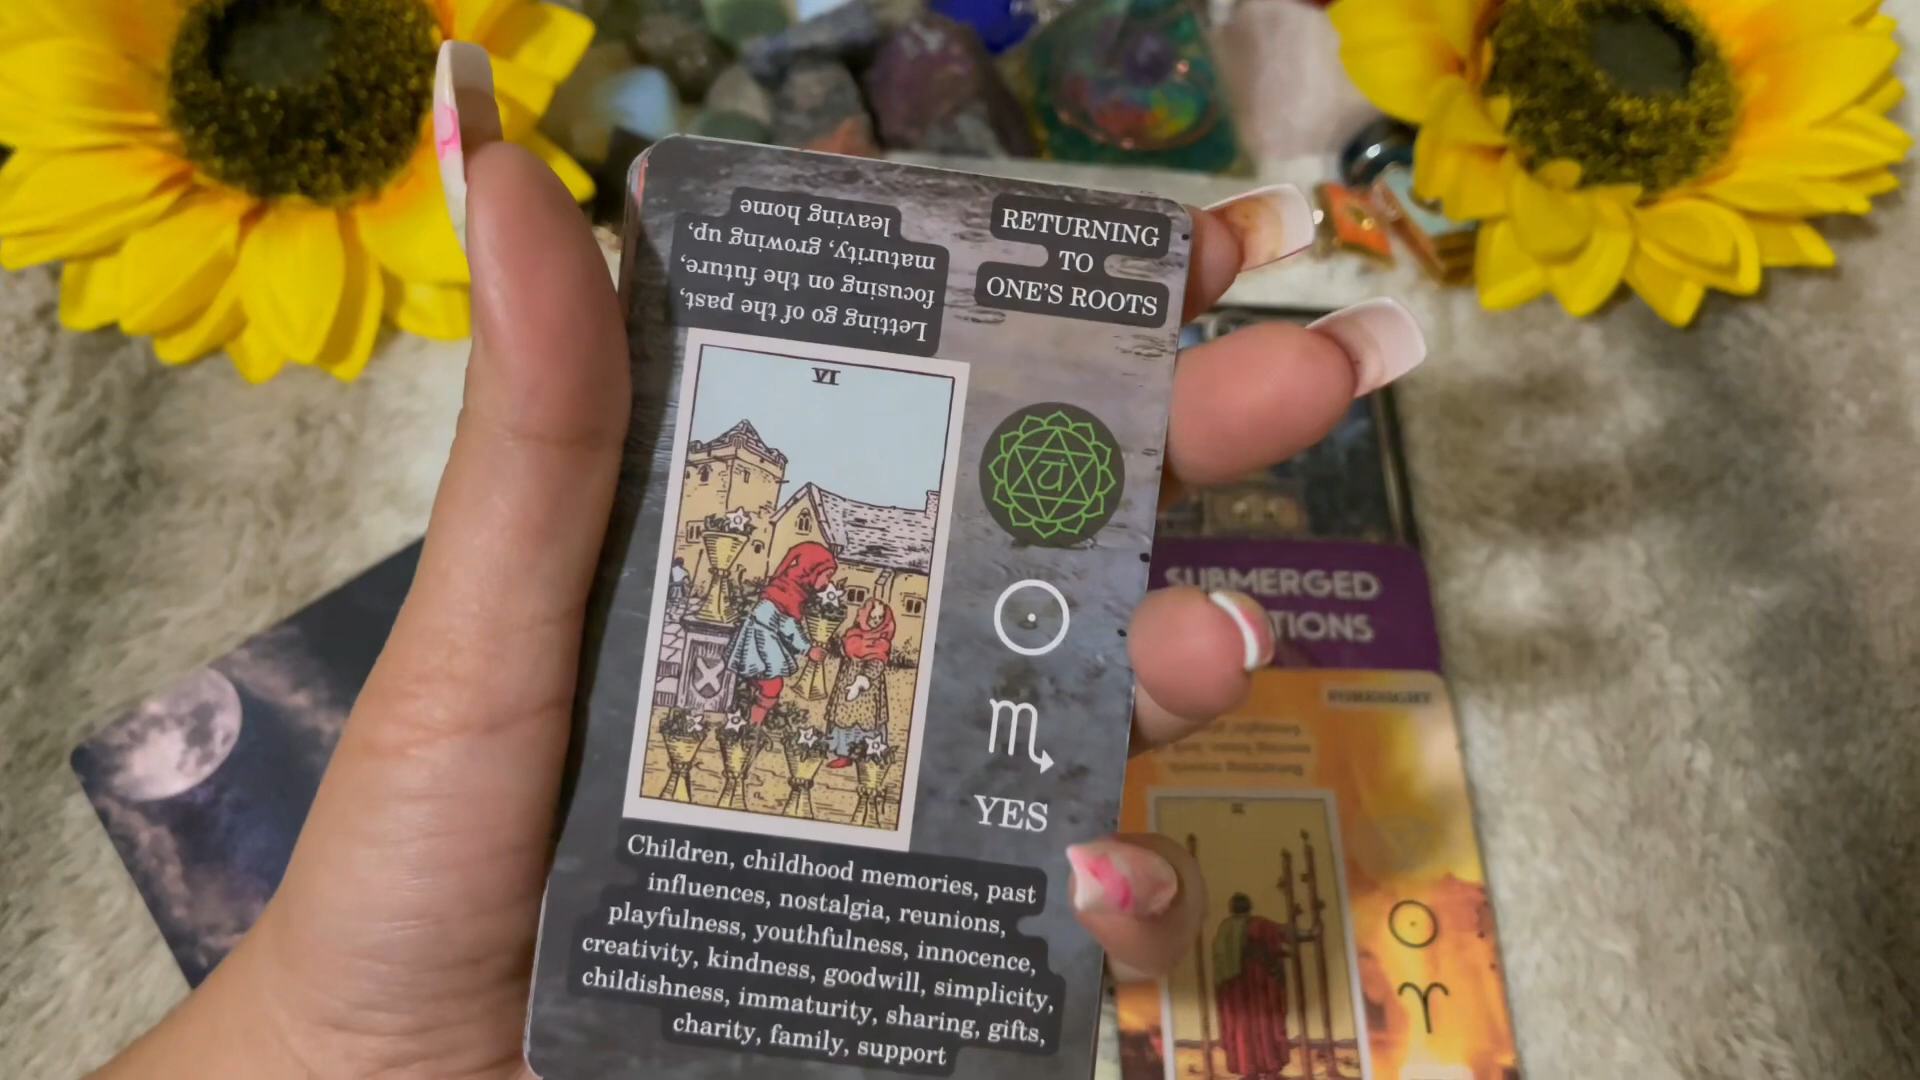 Letting go of the past,
focusing on the future,
maturity, growing up,
leaving home
RETURNING
TO
ONE'S ROOTS
VI
यं
YES
Children, childhood memories, past
influences, nostalgia, reunions,
playfulness, youthfulness, innocence,
creativity, kindness, goodwill, simplicity,
childishness, immaturity, sharing, gifts,
charity, family, support
SUBMERGED
TIONS
III